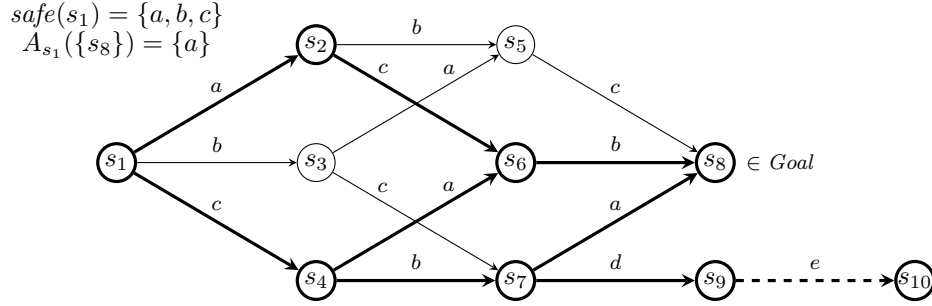 safe(s₁) = {a, b, c}
A_{s₁}({s₈}) = {a}
s₂ b s₅
a c a c
s₁ b s₃ s₆ b s₈ ∈ Goal
c a c a
s₄ b s₇ d s₉ e s₁₀